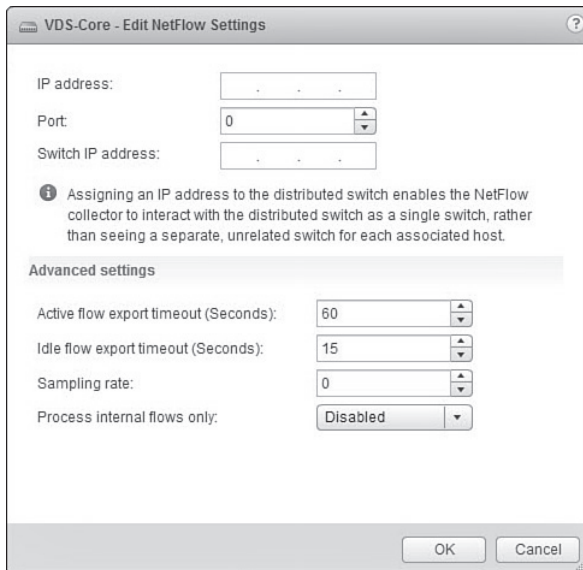 VDS-Core - Edit NetFlow Settings ?
IP address: . . .
Port: 0
Switch IP address: . . .
Assigning an IP address to the distributed switch enables the NetFlow
collector to interact with the distributed switch as a single switch, rather
than seeing a separate, unrelated switch for each associated host.
Advanced settings
Active flow export timeout (Seconds): 60
Idle flow export timeout (Seconds): 15
Sampling rate: 0
Process internal flows only: Disabled
OK Cancel